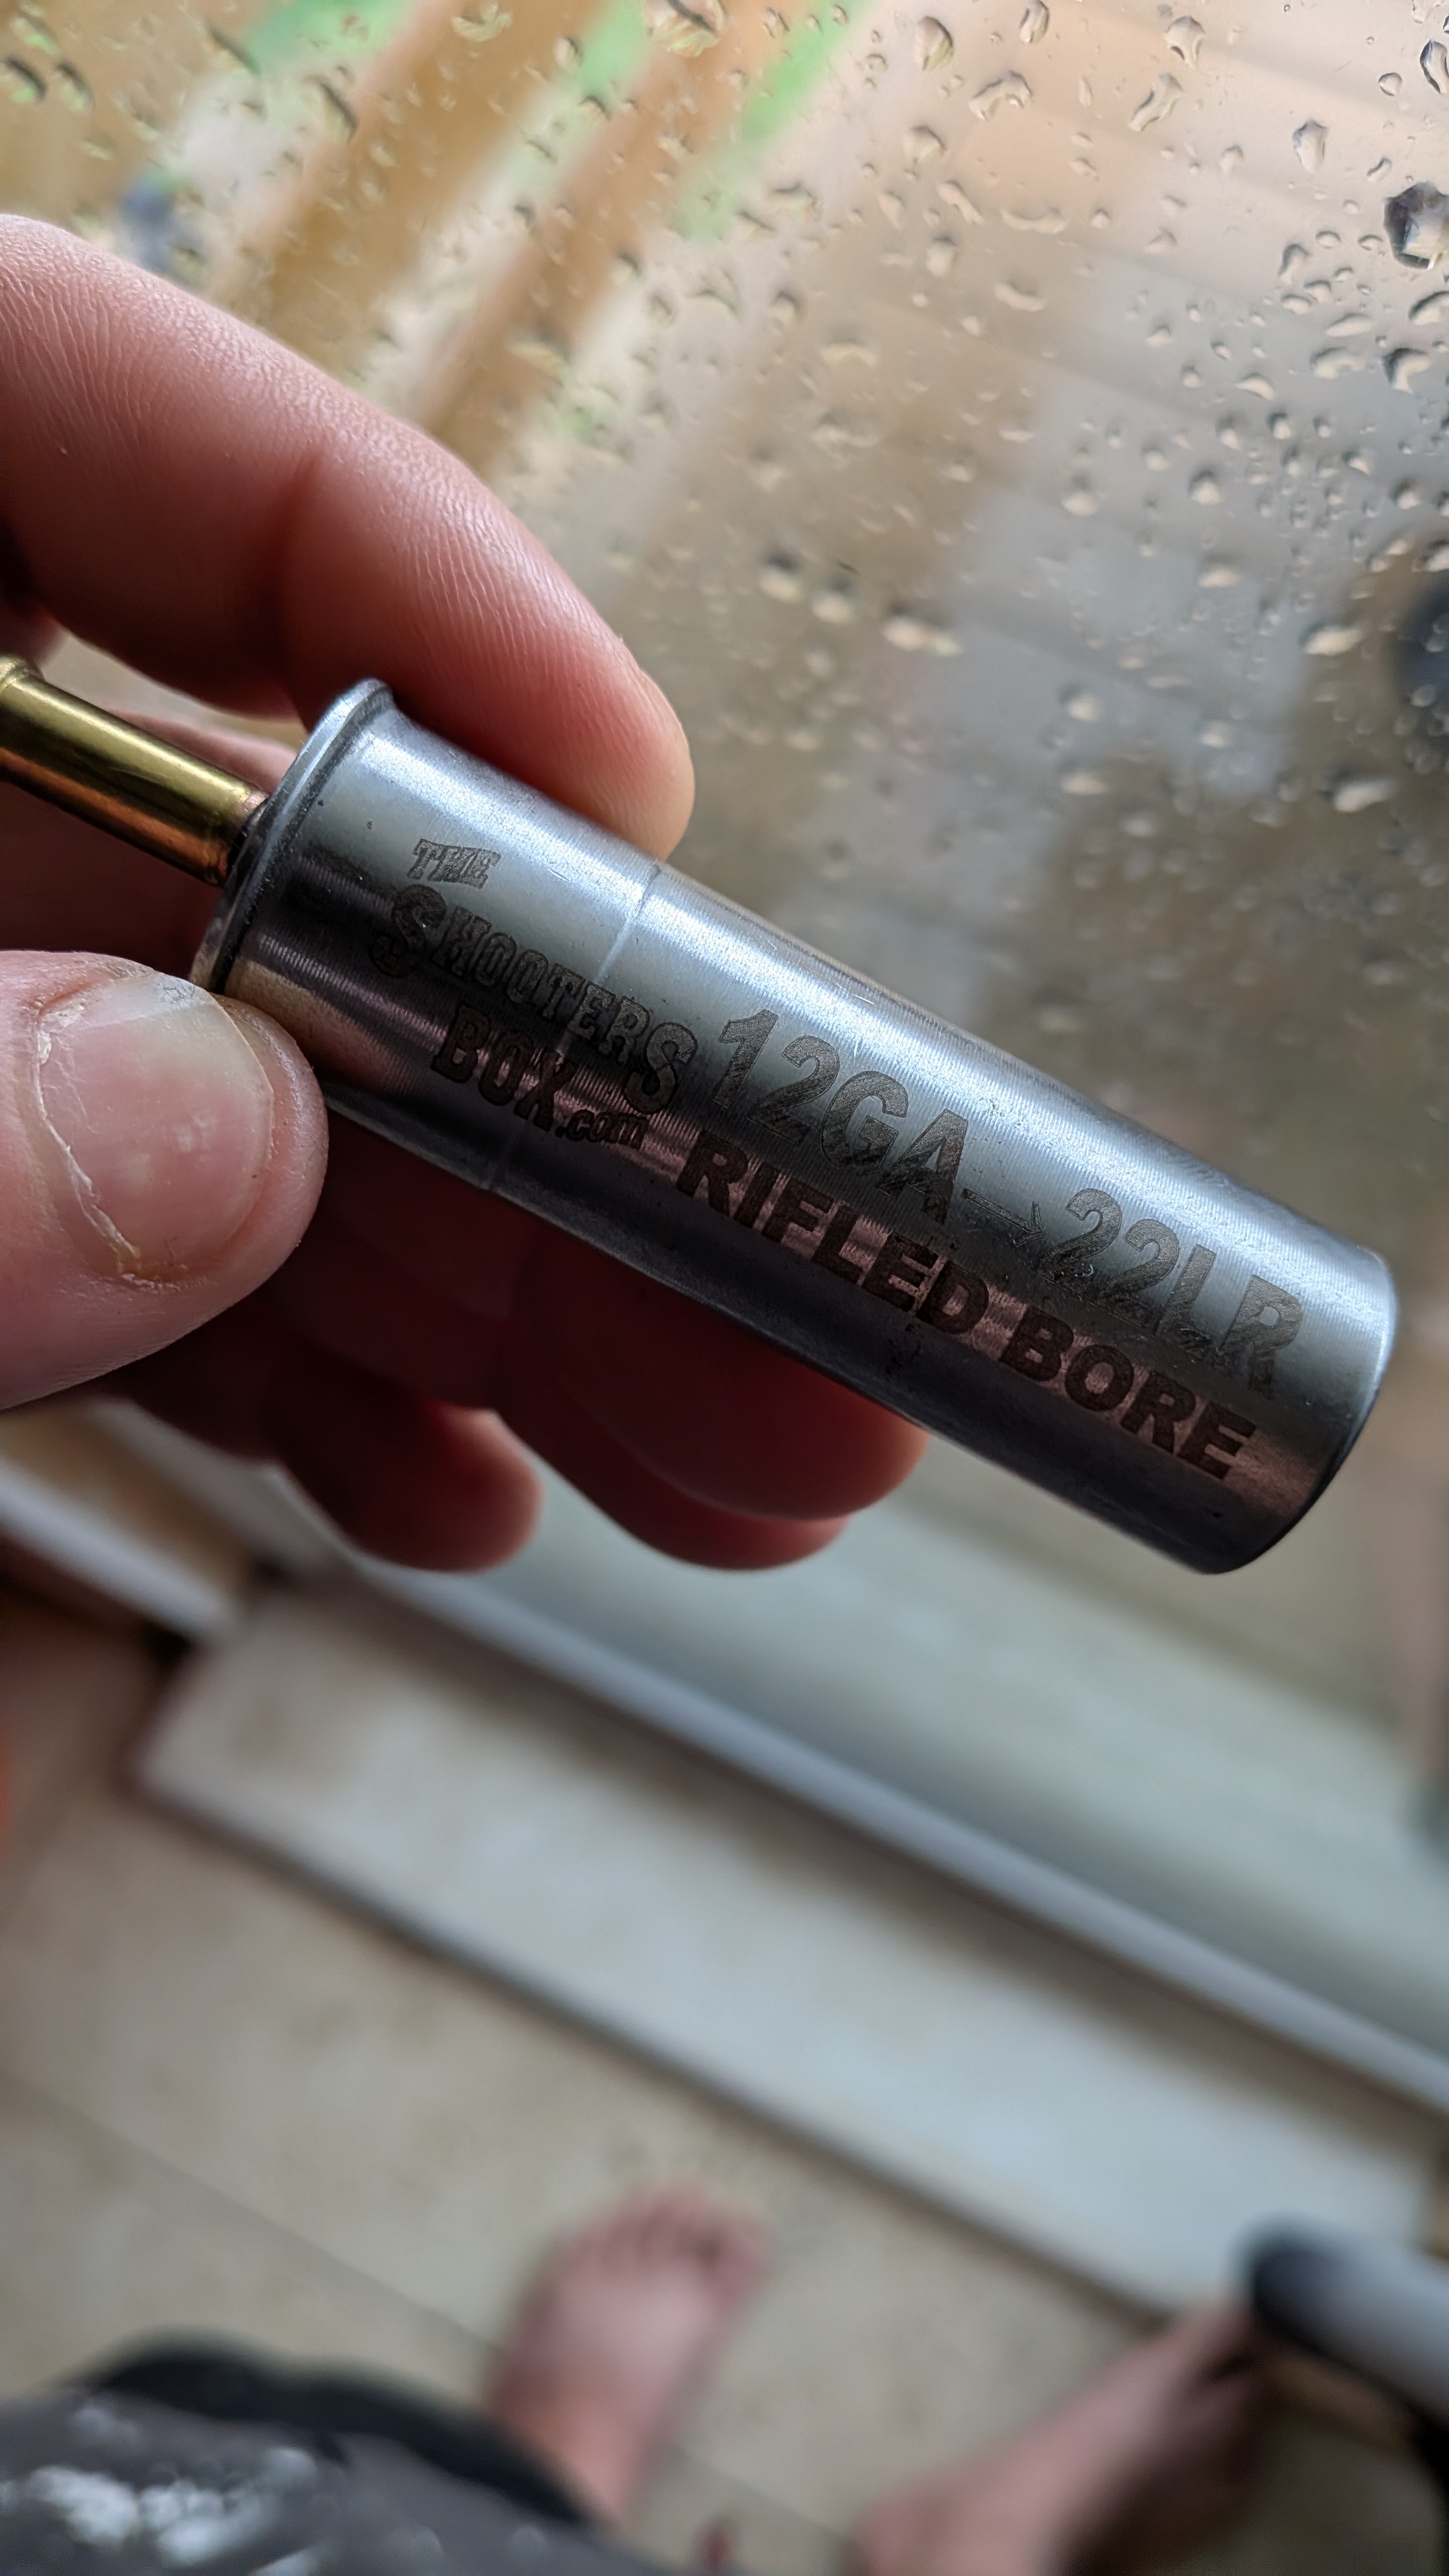 THE
SHOOTERS
BOX.com
12GA→22LR
RIFLED BORE